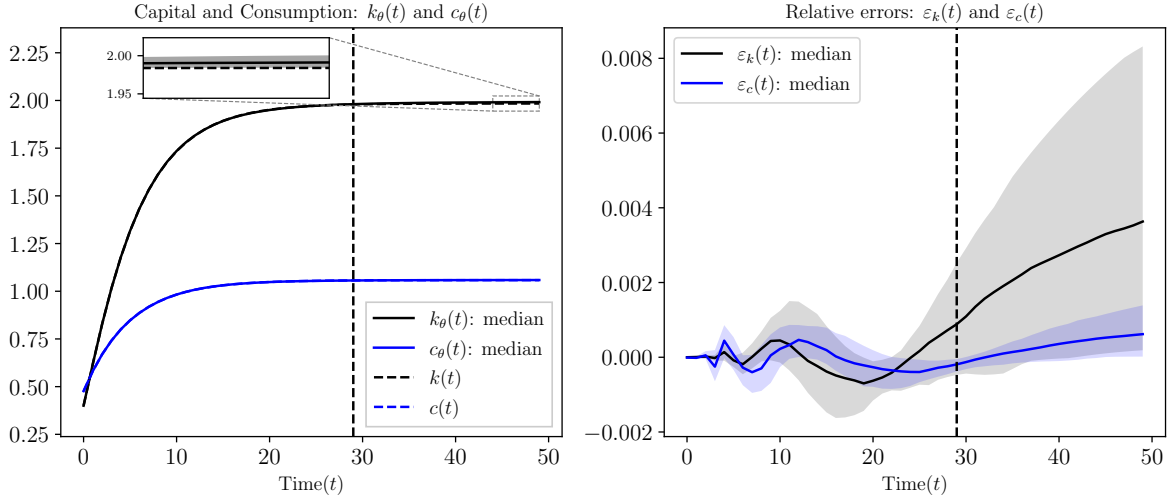 Capital and Consumption: kθ(t) and cθ(t)
2.25
2.00
1.75
1.50
1.25
1.00
0.75
0.50
0.25
2.00
1.95
kθ(t): median
cθ(t): median
k(t)
c(t)
0 10 20 30 40 50
Time(t)
Relative errors: εk(t) and εc(t)
εk(t): median
εc(t): median
0.008
0.006
0.004
0.002
0.000
−0.002
0 10 20 30 40 50
Time(t)